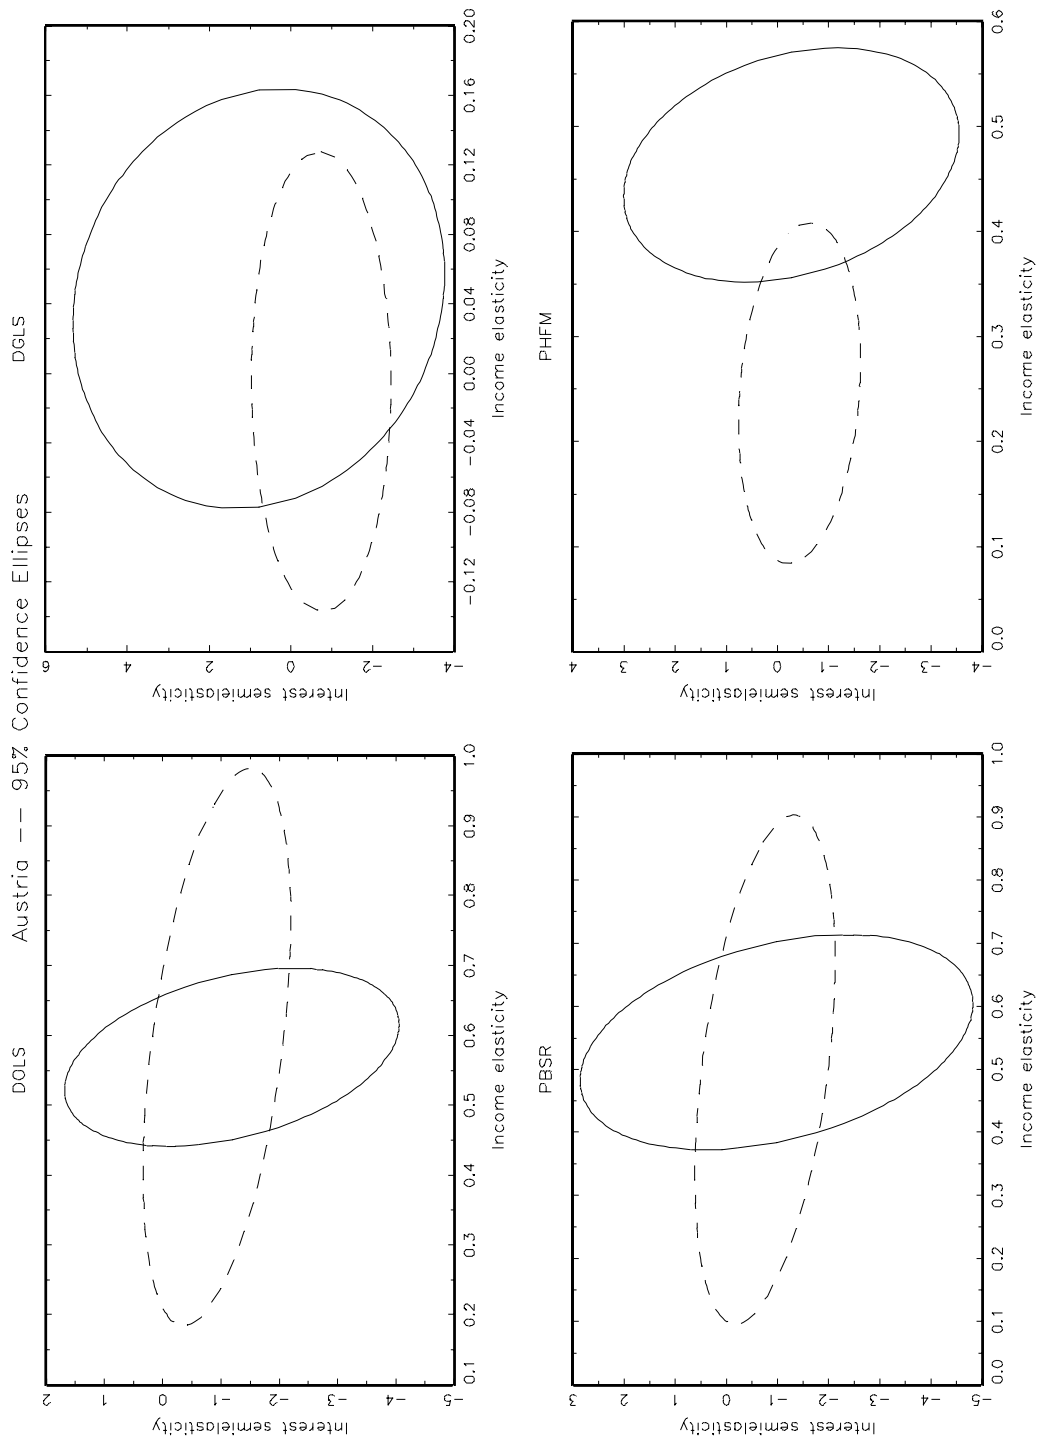 Austria -- 95% Confidence Ellipses
DOLS
Interest semielasticity
2
1
0
-1
-2
-3
-4
-5
0.1 0.2 0.3 0.4 0.5 0.6 0.7 0.8 0.9 1.0
Income elasticity
DGLS
Interest semielasticity
6
4
2
0
-2
-4
-0.12 -0.08 -0.04 0.00 0.04 0.08 0.12 0.16 0.20
Income elasticity
PBSR
Interest semielasticity
3
2
1
0
-1
-2
-3
-4
-5
0.0 0.1 0.2 0.3 0.4 0.5 0.6 0.7 0.8 0.9 1.0
Income elasticity
PHFM
Interest semielasticity
4
3
2
1
0
-1
-2
-3
-4
0.0 0.1 0.2 0.3 0.4 0.5 0.6
Income elasticity